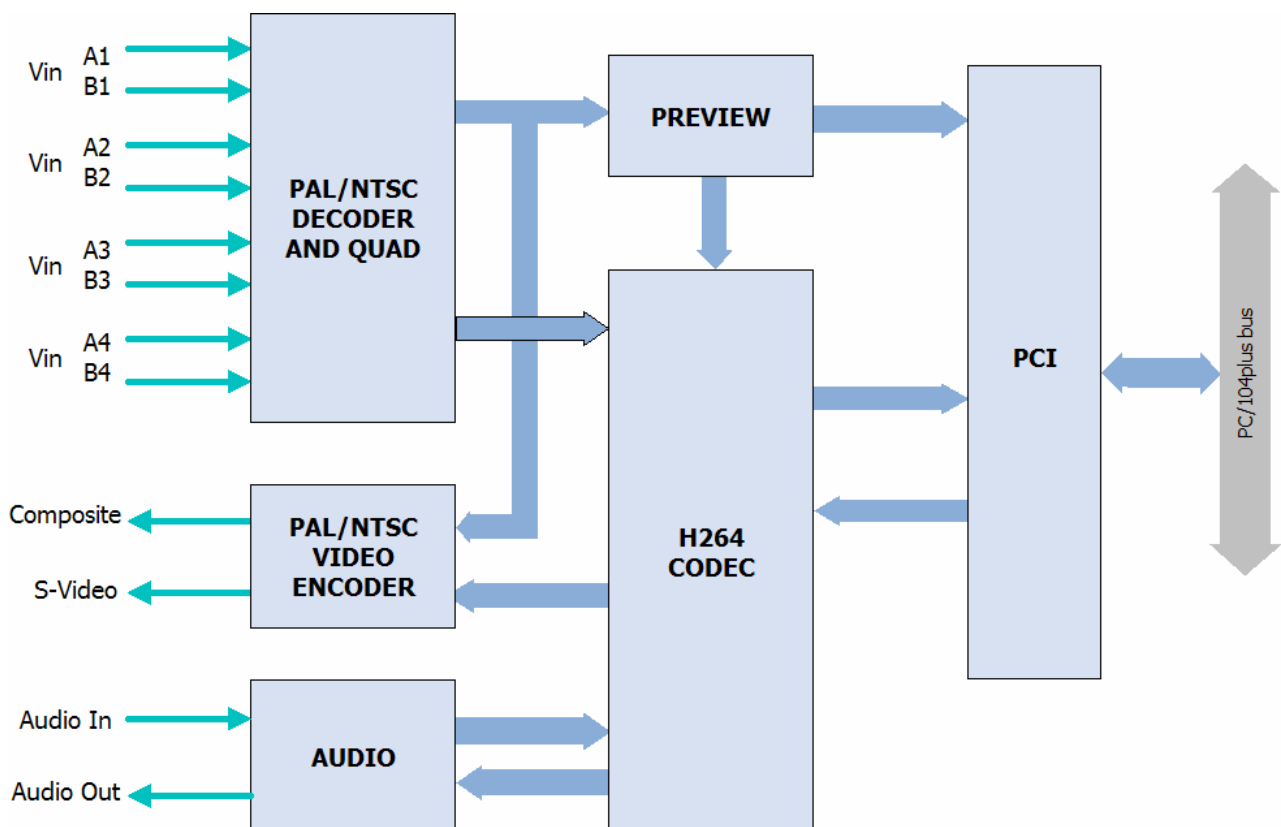 Vin A1
B1
Vin A2
B2
Vin A3
B3
Vin A4
B4
PAL/NTSC
DECODER
AND QUAD
PREVIEW
PCI
PC/104plus bus
Composite
S-Video
PAL/NTSC
VIDEO
ENCODER
H264
CODEC
Audio In
Audio Out
AUDIO